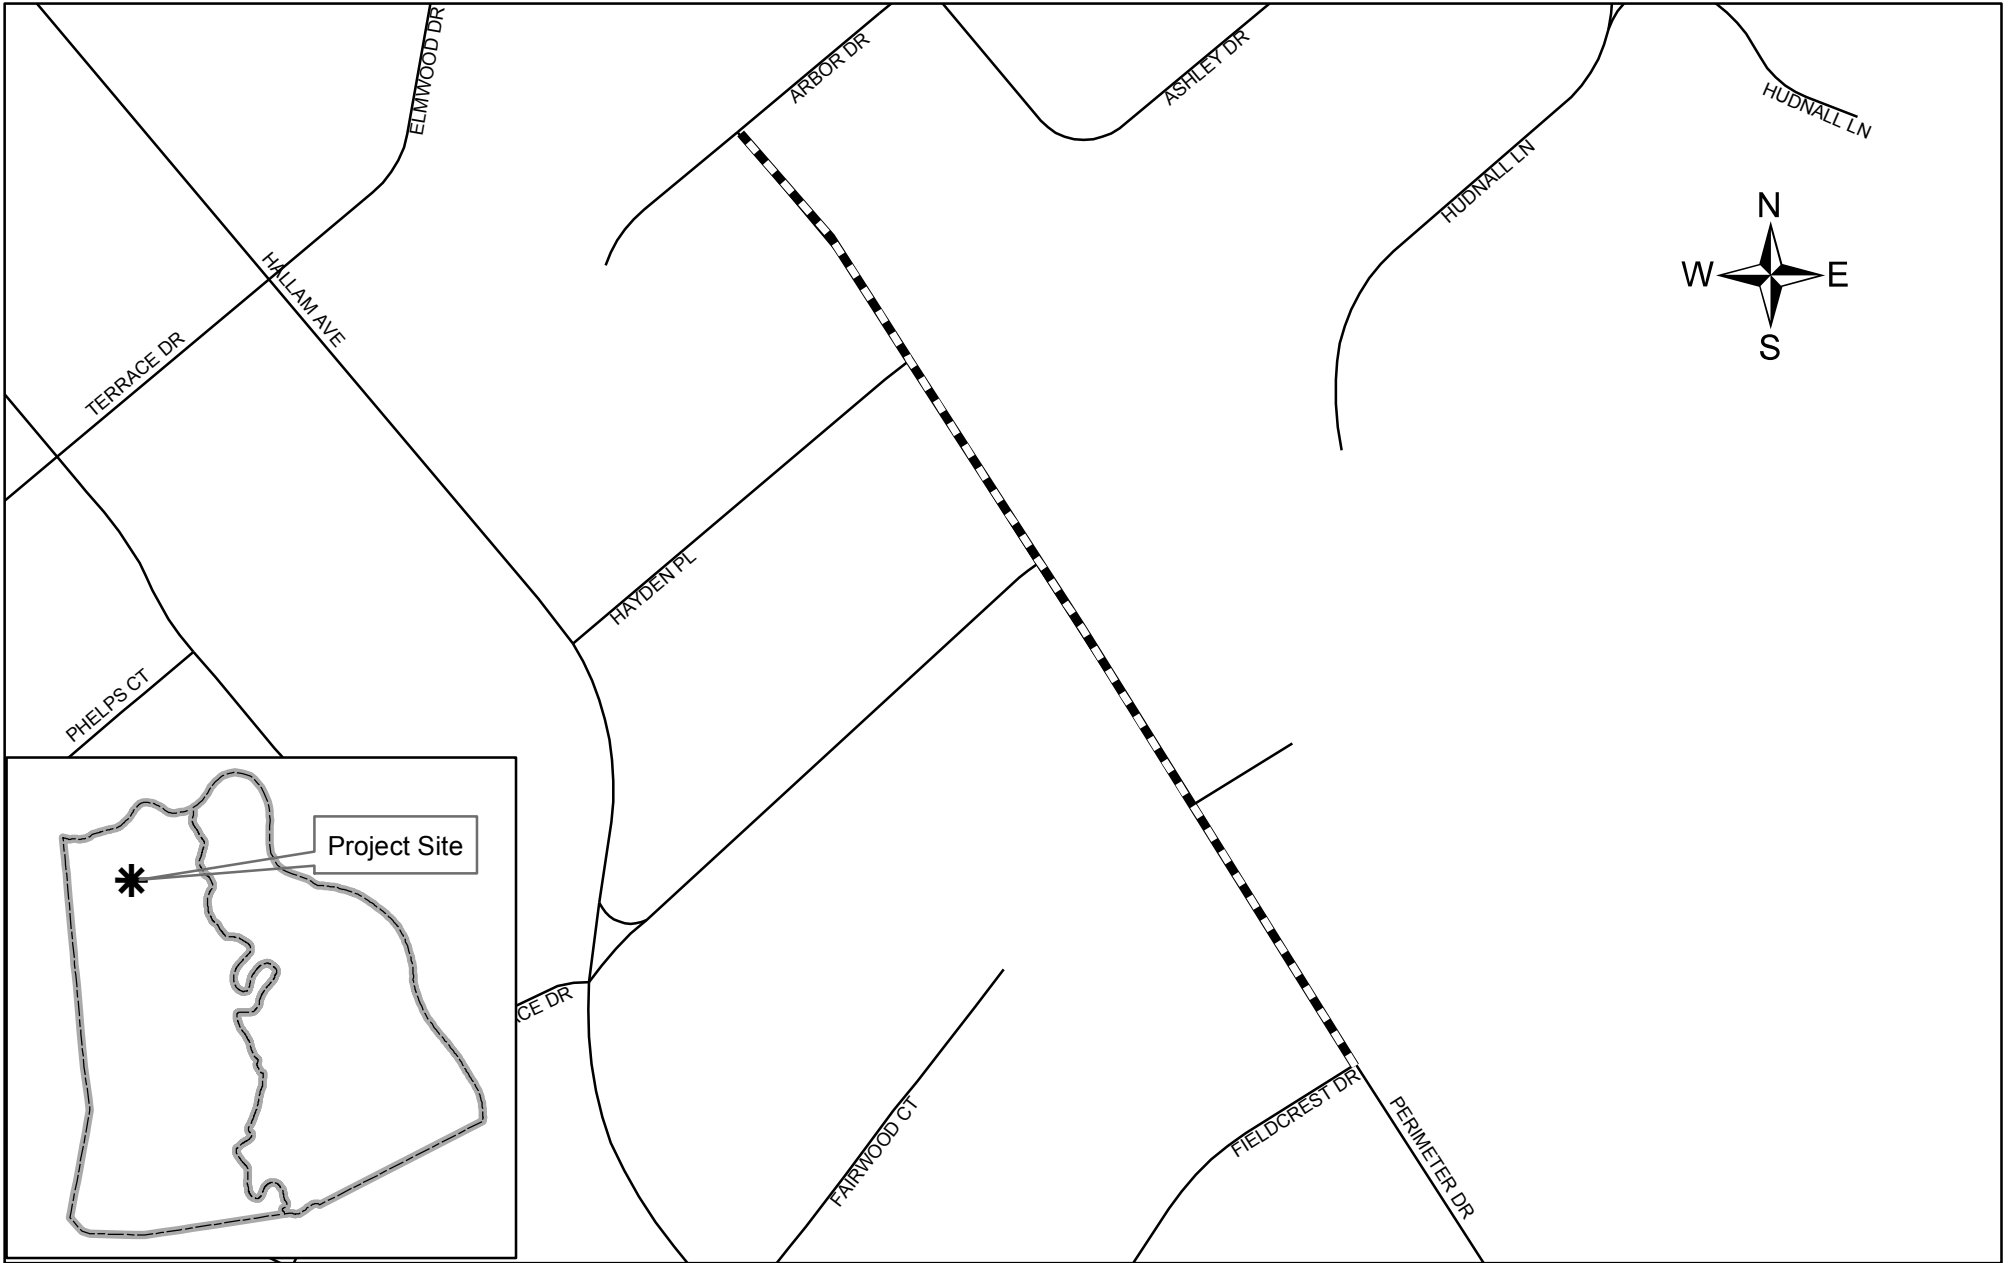 ELMWOOD DR
ARBOR DR
ASHLEY DR
HUDNALL LN
HUDNALL LN
N
W
E
S
HALLAM AVE
TERRACE DR
HAYDEN PL
PHELPS CT
Project Site
CE DR
FIELDCREST DR
PERIMETER DR
FAIRWOOD CT